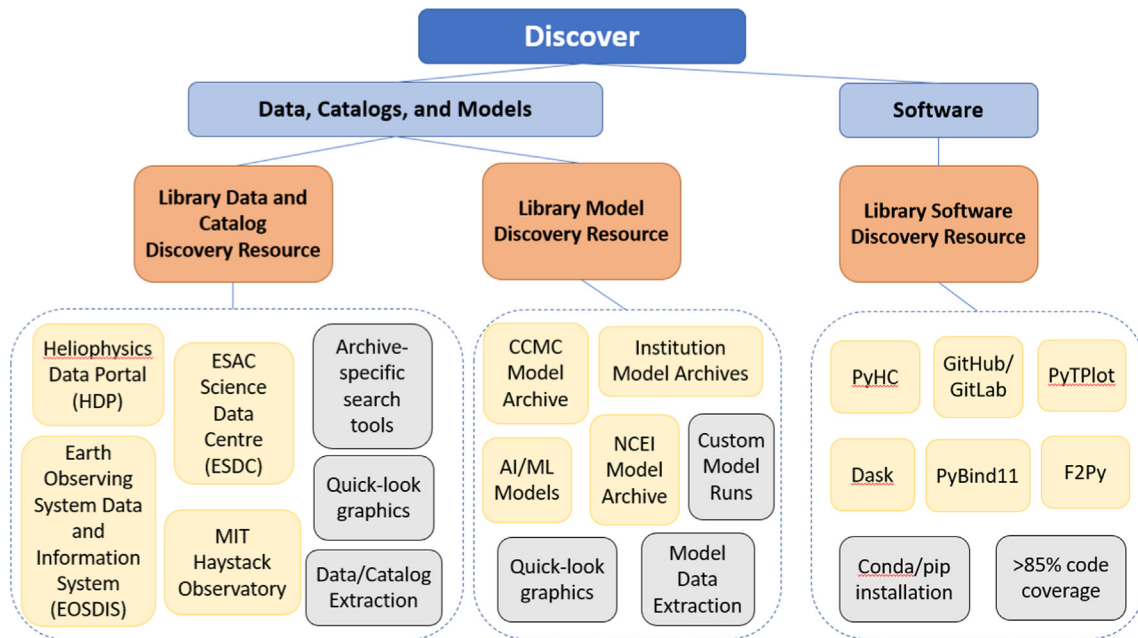 Discover
Data, Catalogs, and Models
Software
Library Data and
Catalog
Discovery Resource
Library Model
Discovery Resource
Library Software
Discovery Resource
Heliophysics
Data Portal
(HDP)
ESAC
Science
Data
Centre
(ESDC)
Archive-
specific
search
tools
Earth
Observing
System Data
and
Information
System
(EOSDIS)
MIT
Haystack
Observatory
Quick-look
graphics
Data/Catalog
Extraction
CCMC
Model
Archive
Institution
Model Archives
AI/ML
Models
NCEI
Model
Archive
Custom
Model
Runs
Quick-look
graphics
Model
Data
Extraction
PyHC
GitHub/
GitLab
PyTPlot
Dask
PyBind11
F2Py
Conda/pip
installation
>85% code
coverage